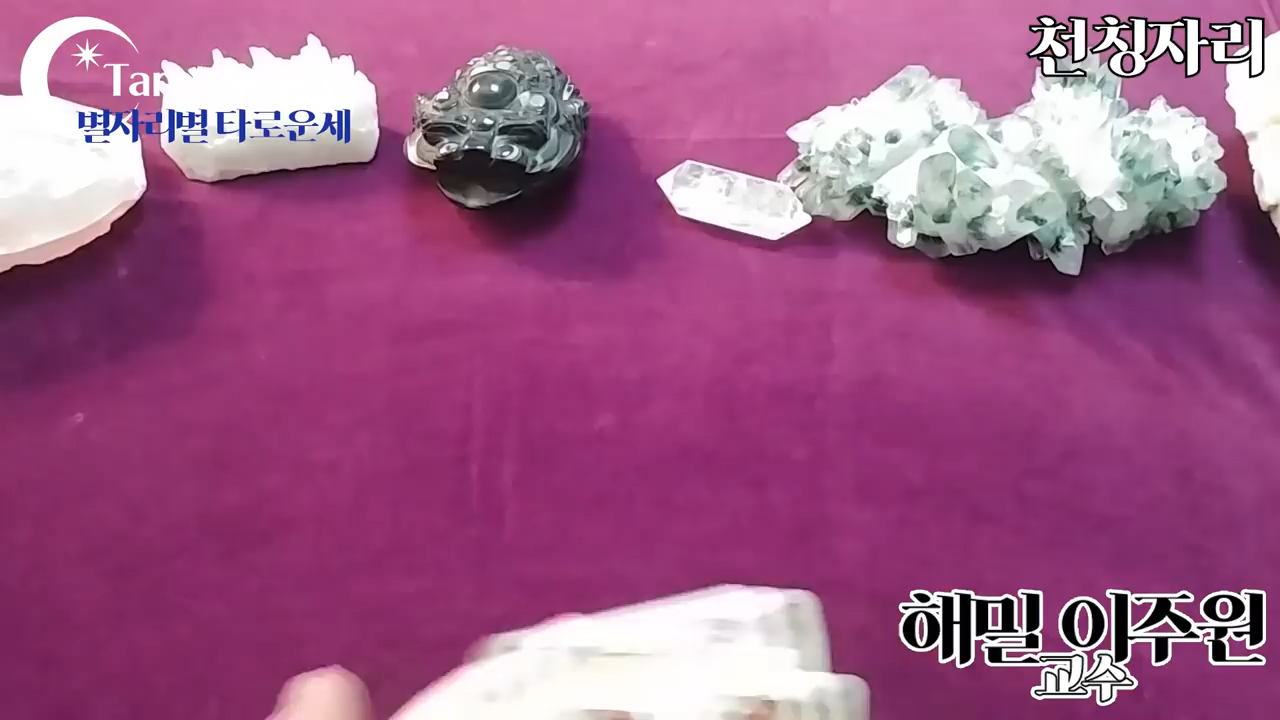 천칭자리
별자리별 타로운세
해밀 이주원
교수